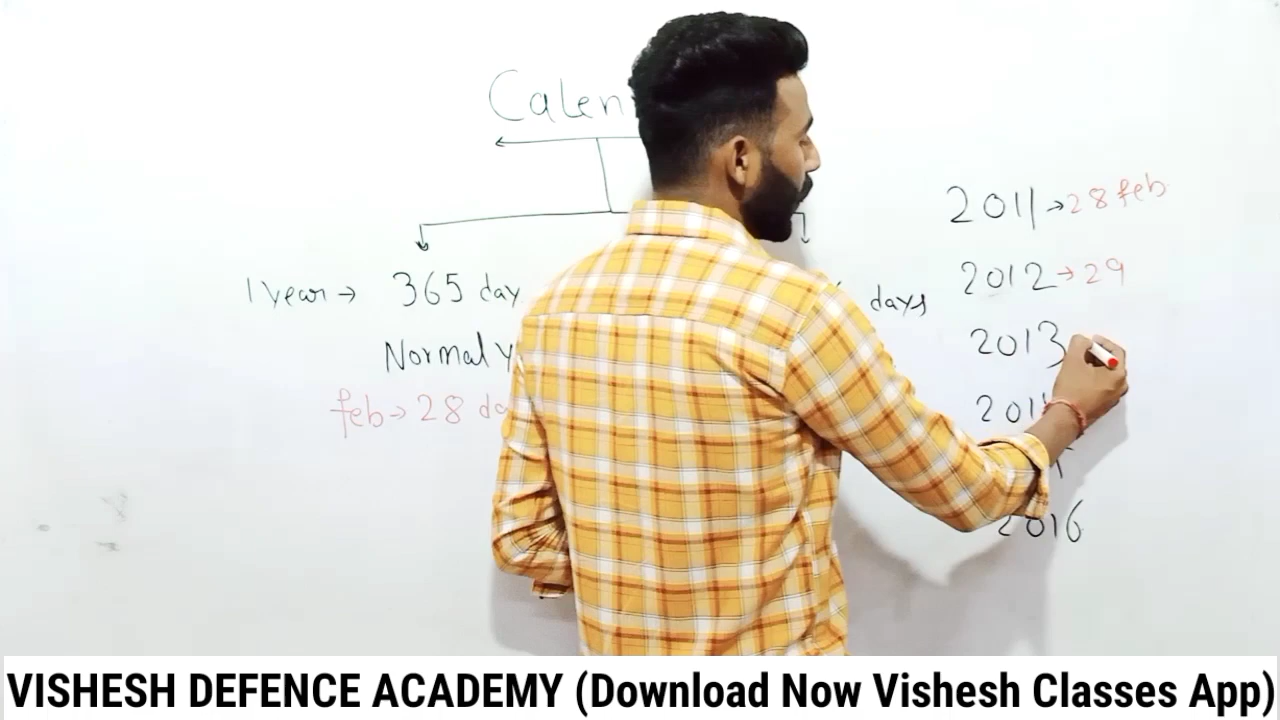 Calen
1 year → 365 day
days
Normal y
feb → 28 da
2011 → 28 feb
2012 → 29
2013
201
2016
VISHESH DEFENCE ACADEMY (Download Now Vishesh Classes App)